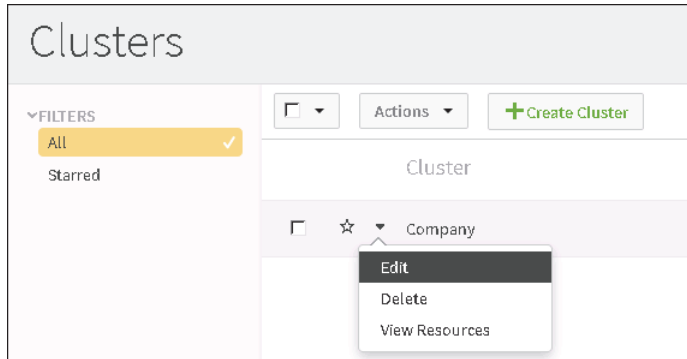 Clusters
FILTERS
All
Starred
Actions
Create Cluster
Cluster
Company
Edit
Delete
View Resources